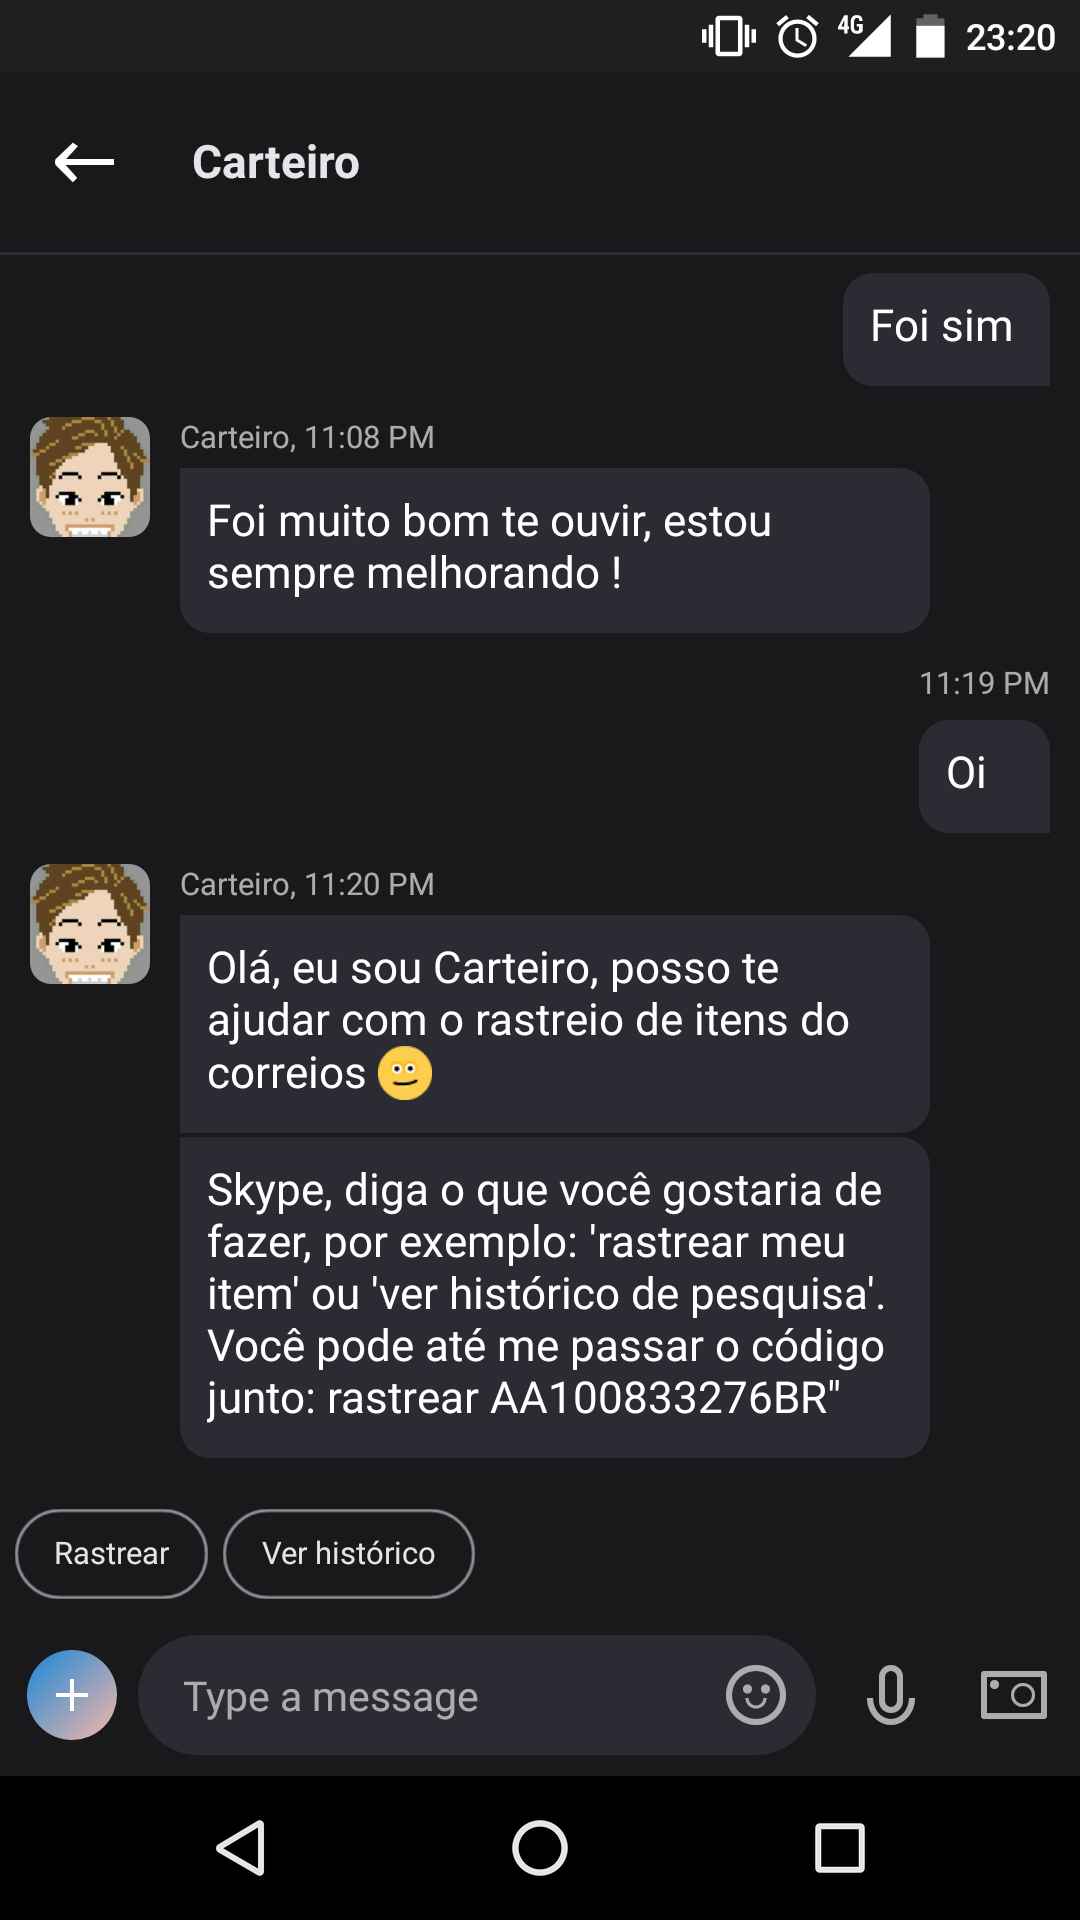 4G 23:20
Carteiro
Foi sim
Carteiro, 11:08 PM
Foi muito bom te ouvir, estou
sempre melhorando !
11:19 PM
Oi
Carteiro, 11:20 PM
Olá, eu sou Carteiro, posso te
ajudar com o rastreio de itens do
correios
Skype, diga o que você gostaria de
fazer, por exemplo: 'rastrear meu
item' ou 'ver histórico de pesquisa'.
Você pode até me passar o código
junto: rastrear AA100833276BR"
Rastrear Ver histórico
Type a message